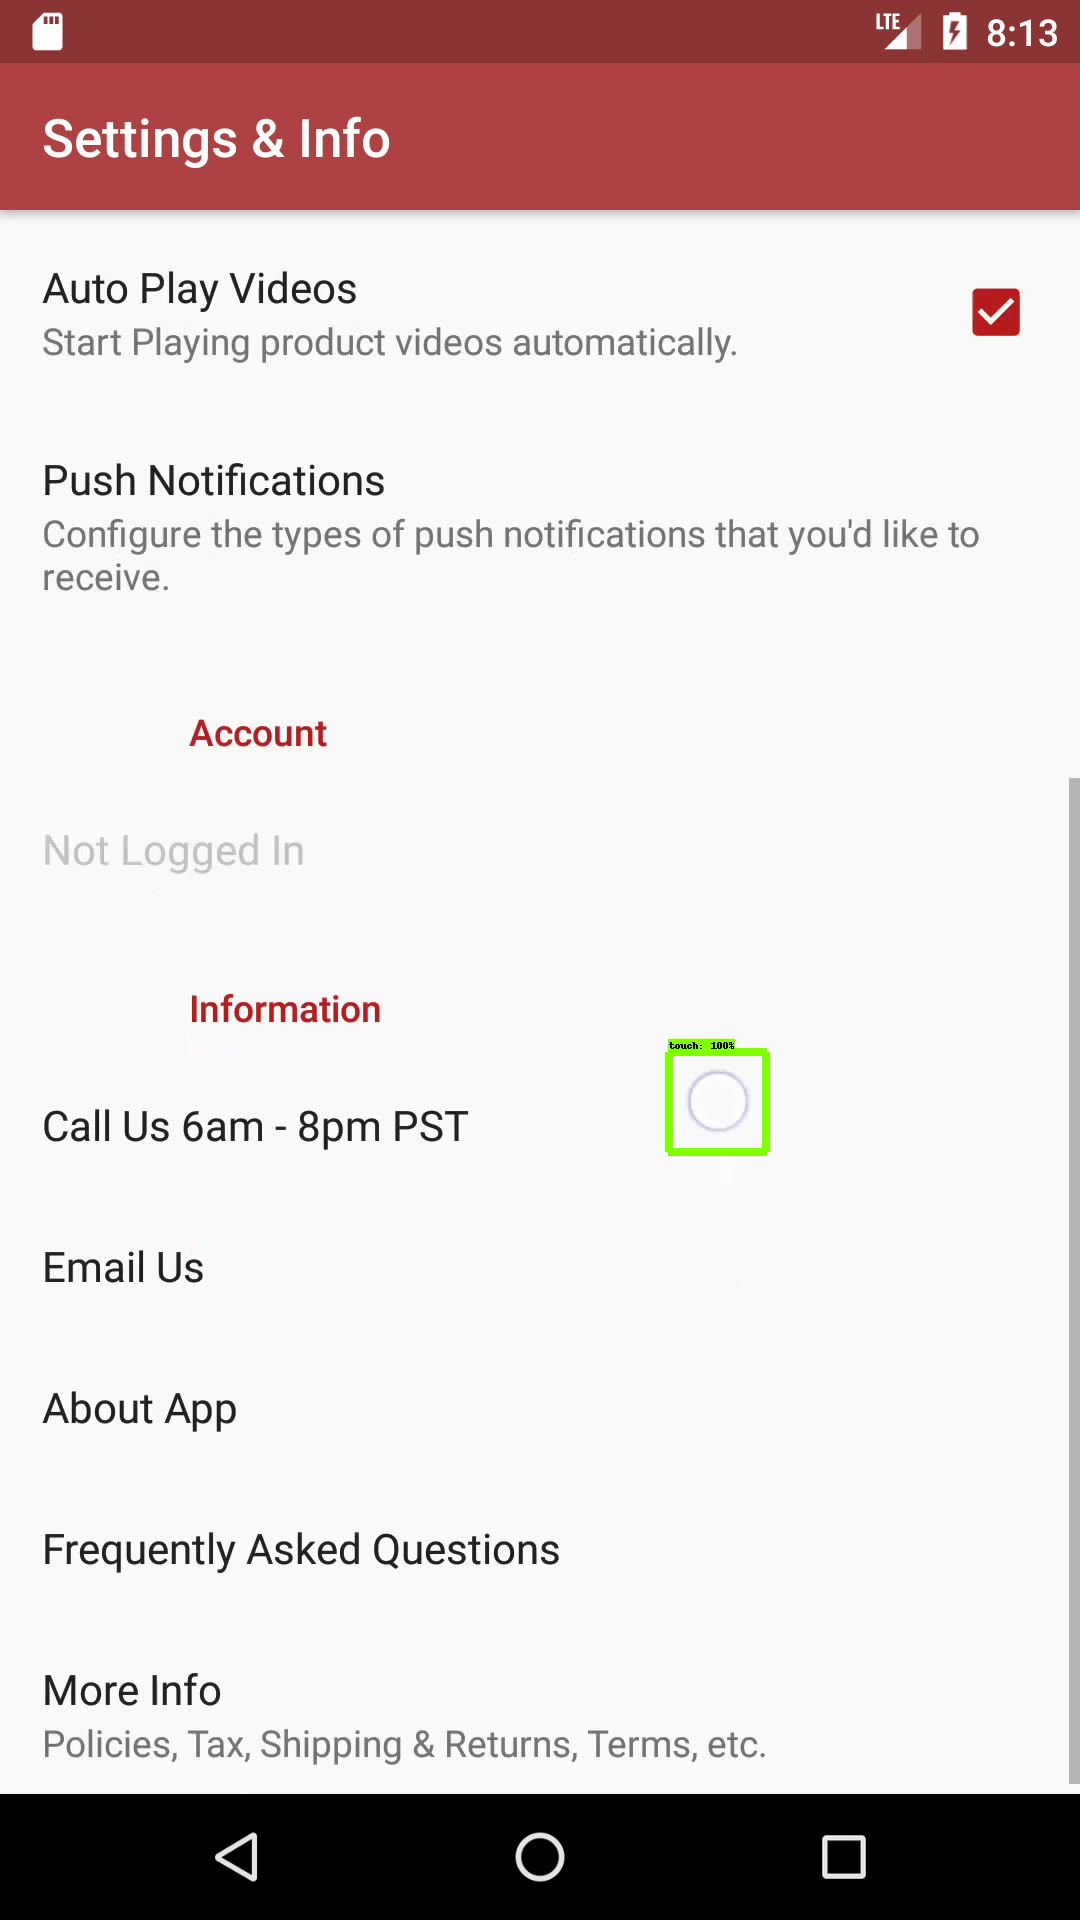 LTE 8:13
Settings & Info
Auto Play Videos
Start Playing product videos automatically.
Push Notifications
Configure the types of push notifications that you'd like to
receive.
Account
Not Logged In
Information
touch: 100%
Call Us 6am - 8pm PST
Email Us
About App
Frequently Asked Questions
More Info
Policies, Tax, Shipping & Returns, Terms, etc.